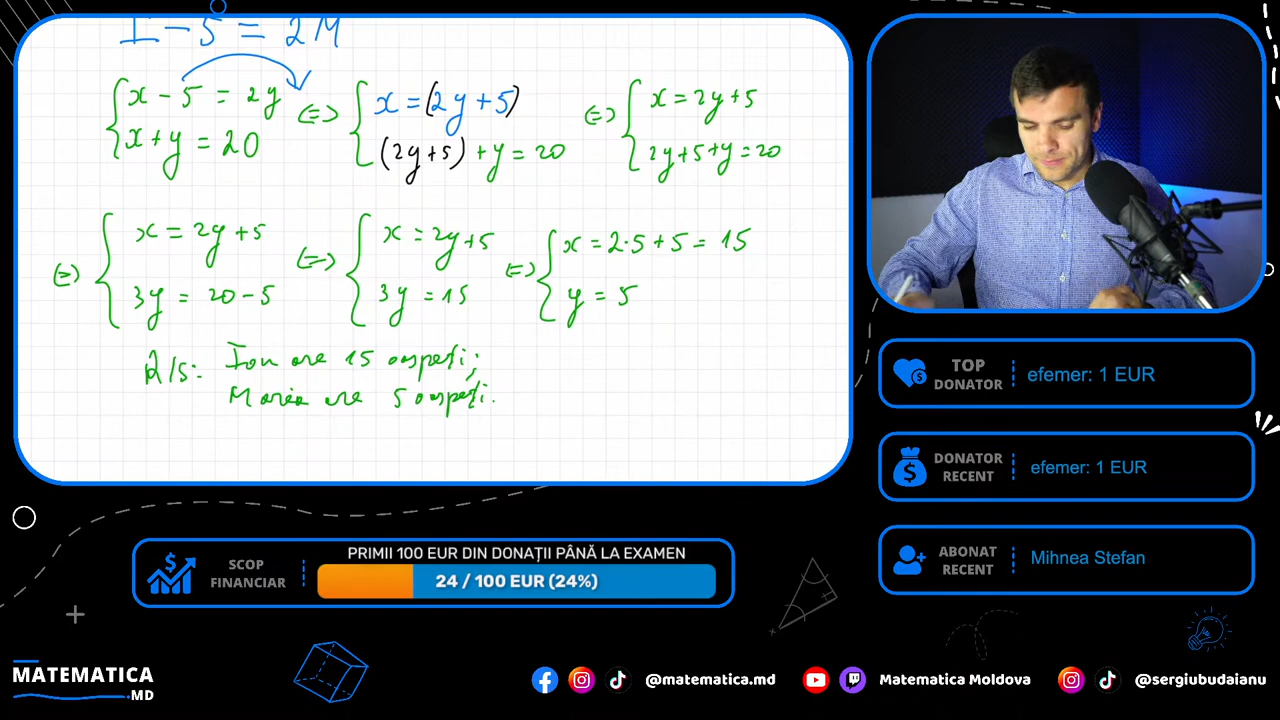 I - 5 = 2M
{ x - 5 = 2y ⇔ { x = (2y + 5) ⇔ { x = 2y + 5
x + y = 20 (2y + 5) + y = 20 2y + 5 + y = 20
⇔ { x = 2y + 5 ⇔ { x = 2y + 5 ⇔ { x = 2·5 + 5 = 15
3y = 20 - 5 3y = 15 y = 5
R/s: Ion are 15 oaspeți;
Maria are 5 oaspeți.
TOP
DONATOR
efemer: 1 EUR
DONATOR
RECENT
efemer: 1 EUR
ABONAT
RECENT
Mihnea Stefan
SCOP
FINANCIAR
PRIMII 100 EUR DIN DONAȚII PÂNĂ LA EXAMEN
24 / 100 EUR (24%)
MATEMATICA
.MD
@matematica.md
Matematica Moldova
@sergiubudaianu